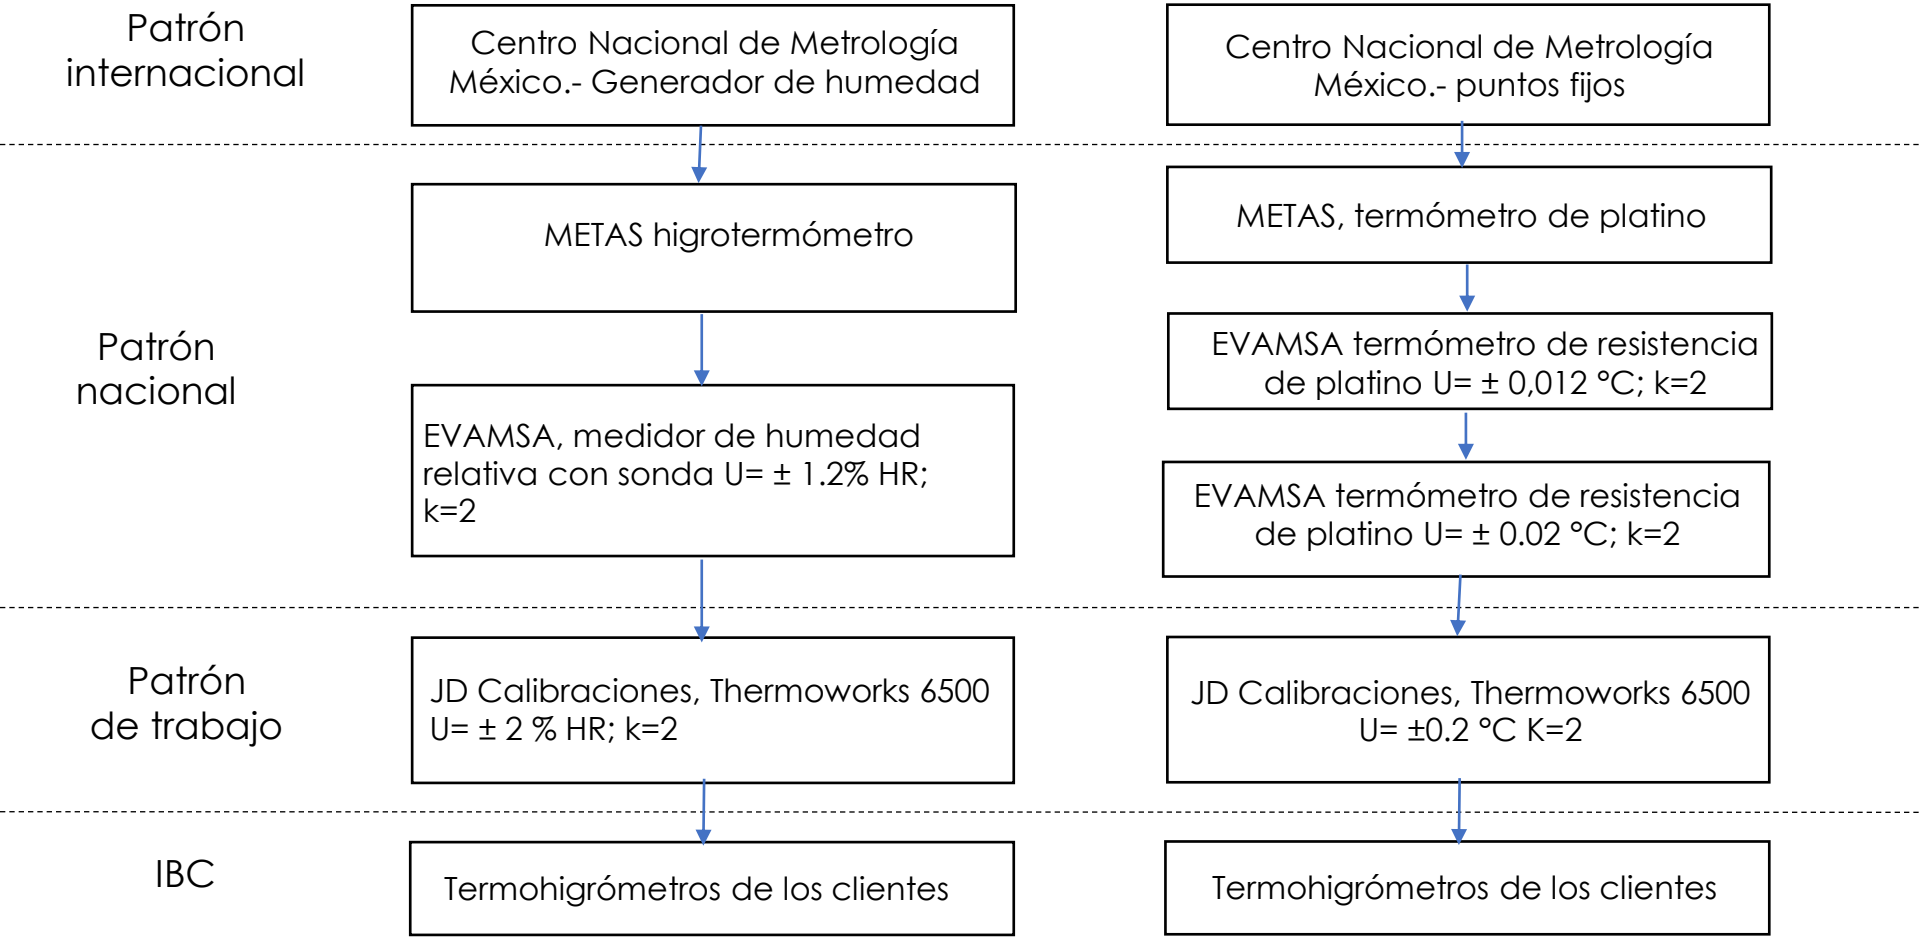 Patrón
internacional
Centro Nacional de Metrología
México.- Generador de humedad
Centro Nacional de Metrología
México.- puntos fijos
Patrón
nacional
METAS higrotermómetro
METAS, termómetro de platino
EVAMSA termómetro de resistencia
de platino U= ± 0,012 °C; k=2
EVAMSA, medidor de humedad
relativa con sonda U= ± 1.2% HR;
k=2
EVAMSA termómetro de resistencia
de platino U= ± 0.02 °C; k=2
Patrón
de trabajo
JD Calibraciones, Thermoworks 6500
U= ± 2 % HR; k=2
JD Calibraciones, Thermoworks 6500
U= ±0.2 °C K=2
IBC
Termohigrómetros de los clientes
Termohigrómetros de los clientes